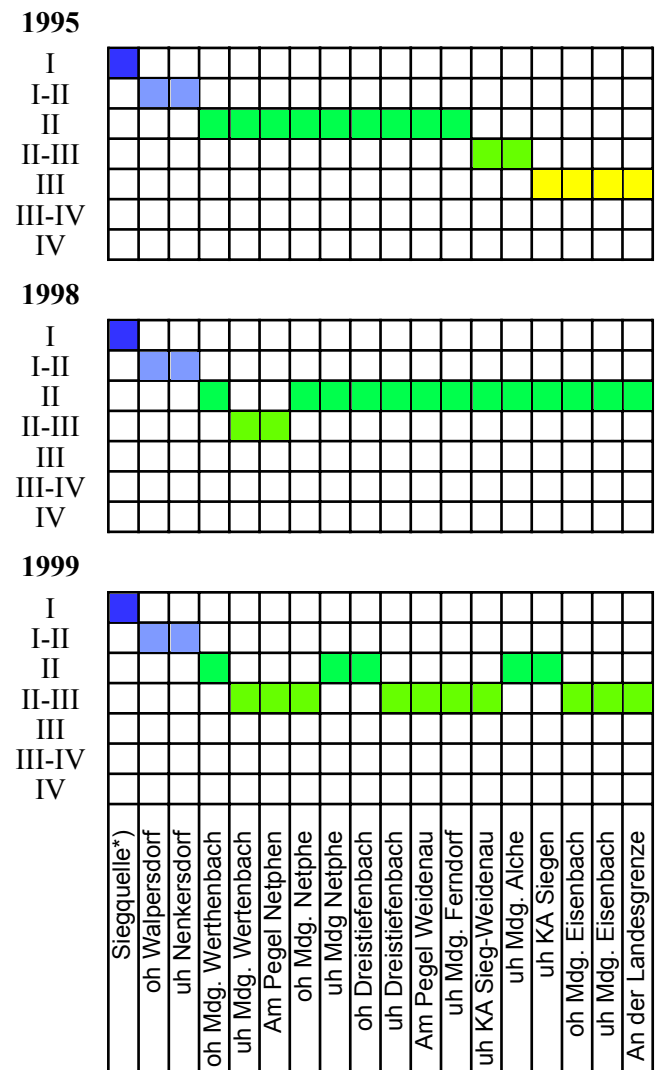 1995
I
I-II
II
II-III
III
III-IV
IV
1998
I
I-II
II
II-III
III
III-IV
IV
1999
I
I-II
II
II-III
III
III-IV
IV
Siegquelle*)
oh Walpersdorf
uh Nenkersdorf
oh Mdg. Werthenbach
uh Mdg. Wertenbach
Am Pegel Netphen
oh Mdg. Netphe
uh Mdg Netphe
oh Dreistiefenbach
uh Dreistiefenbach
Am Pegel Weidenau
uh Mdg. Ferndorf
uh KA Sieg-Weidenau
uh Mdg. Alche
uh KA Siegen
oh Mdg. Eisenbach
uh Mdg. Eisenbach
An der Landesgrenze